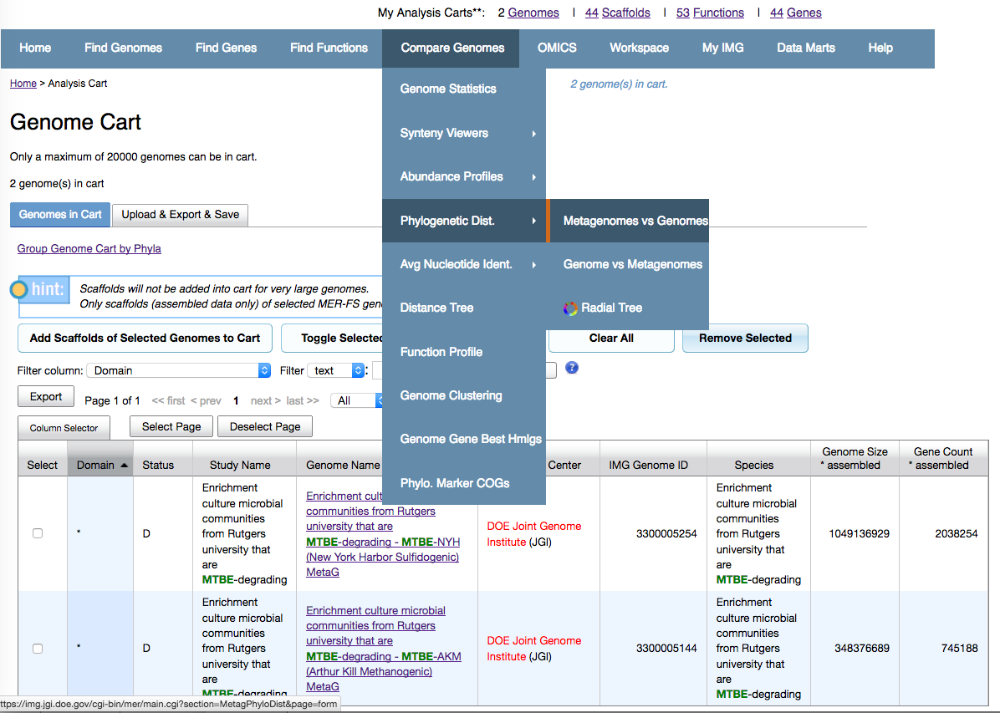 My Analysis Carts**: 2 Genomes | 44 Scaffolds | 53 Functions | 44 Genes
Home Find Genomes Find Genes Find Functions Compare Genomes OMICS Workspace My IMG Data Marts Help
Home > Analysis Cart
2 genome(s) in cart.
Genome Statistics
Synteny Viewers
Abundance Profiles
Phylogenetic Dist.
Avg Nucleotide Ident.
Distance Tree
Function Profile
Genome Clustering
Genome Gene Best Hmlgs
Phylo. Marker COGs
Metagenomes vs Genomes
Genome vs Metagenomes
Radial Tree
Genome Cart
Only a maximum of 20000 genomes can be in cart.
2 genome(s) in cart
Genomes in Cart Upload & Export & Save
Group Genome Cart by Phyla
hint:
Scaffolds will not be added into cart for very large genomes.
Only scaffolds (assembled data only) of selected MER-FS
Add Scaffolds of Selected Genomes to Cart Toggle Selected Clear All Remove Selected
Filter column: Domain Filter text : ?
Export Page 1 of 1 << first < prev 1 next > last >> All
Column Selector Select Page Deselect Page
Select Domain Status Study Name Genome Name Center IMG Genome ID Species Genome Size * assembled Gene Count * assembled
*
D
Enrichment
culture microbial
communities
from Rutgers
university that
are
MTBE-degrading
Enrichment
communities from Rutgers
university that are
MTBE-degrading - MTBE-NYH
(New York Harbor Sulfidogenic)
MetaG
DOE Joint Genome
Institute (JGI)
3300005254
Enrichment
culture microbial
communities
from Rutgers
university that
are
MTBE-degrading
1049136929
2038254
*
D
Enrichment
culture microbial
communities
from Rutgers
university that
are
MTBE-degrading
Enrichment culture microbial
communities from Rutgers
university that are
MTBE-degrading - MTBE-AKM
(Arthur Kill Methanogenic)
MetaG
DOE Joint Genome
Institute (JGI)
3300005144
Enrichment
culture microbial
communities
from Rutgers
university that
are
MTBE-degrading
348376689
745188
ttps://img.jgi.doe.gov/cgi-bin/mer/main.cgi?section=MetagPhyloDist&page=form